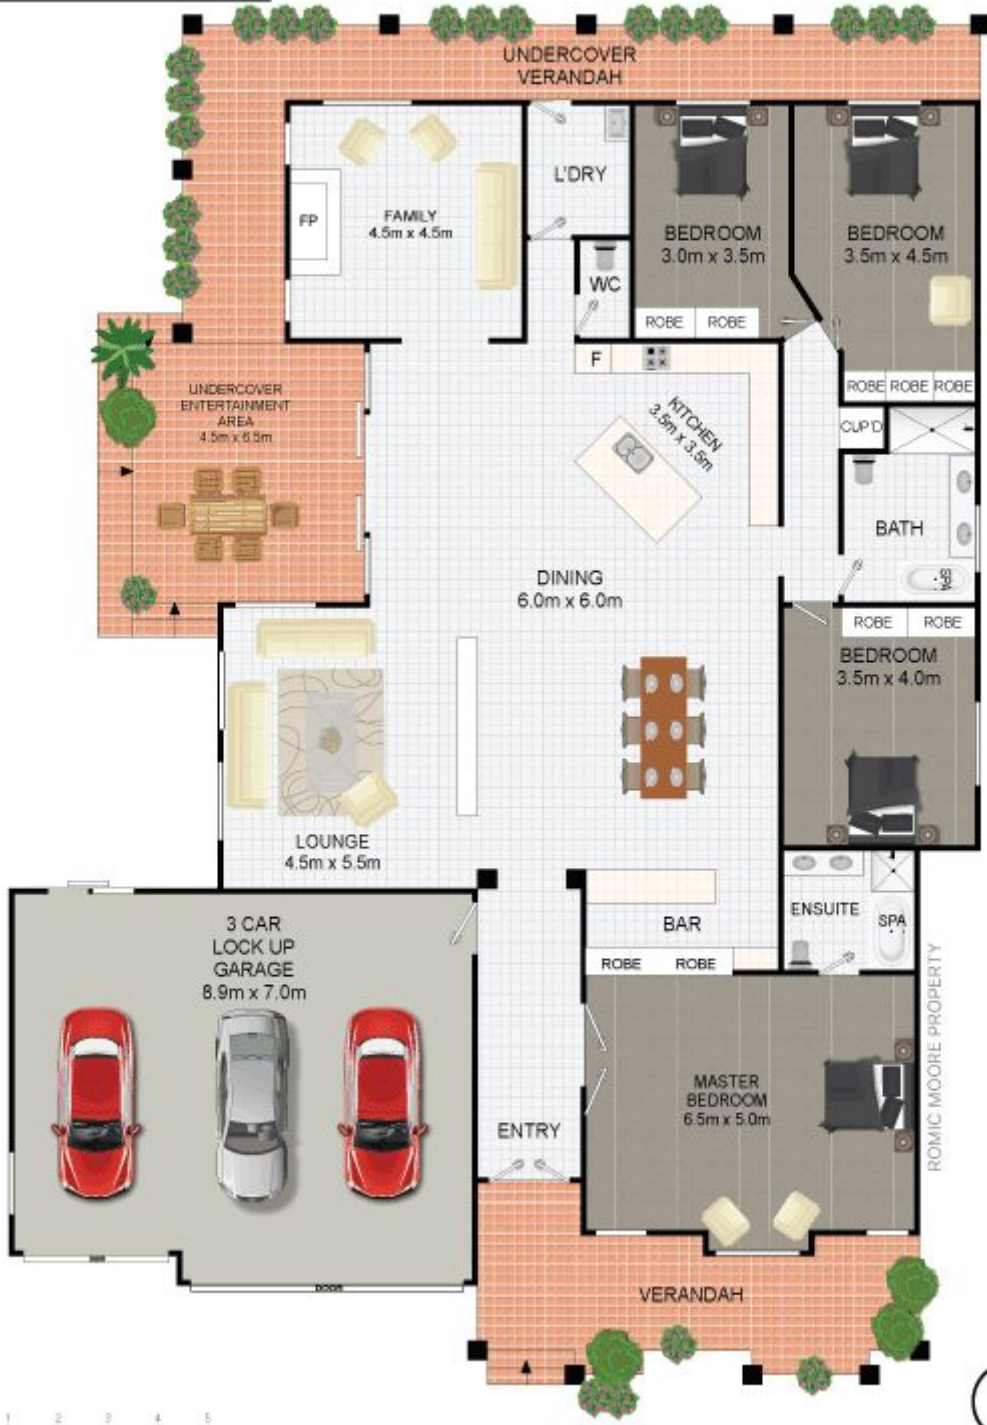 UNDERCOVER
VERANDAH
L'DRY
FP
FAMILY
4.5m x 4.5m
BEDROOM
3.0m x 3.5m
BEDROOM
3.5m x 4.5m
WC
ROBE ROBE
F
ROBE ROBE ROBE
UNDERCOVER
ENTERTAINMENT
AREA
4.5m x 6.5m
KITCHEN
3.5m x 3.5m
CUP'D
BATH
SPA
DINING
6.0m x 6.0m
ROBE ROBE
BEDROOM
3.5m x 4.0m
LOUNGE
4.5m x 5.5m
3 CAR
LOCK UP
GARAGE
8.9m x 7.0m
BAR
ENSUITE
SPA
ROBE ROBE
MASTER
BEDROOM
6.5m x 5.0m
ROMIC MOORE PROPERTY
ENTRY
DOOR
VERANDAH
1 2 3 4 5